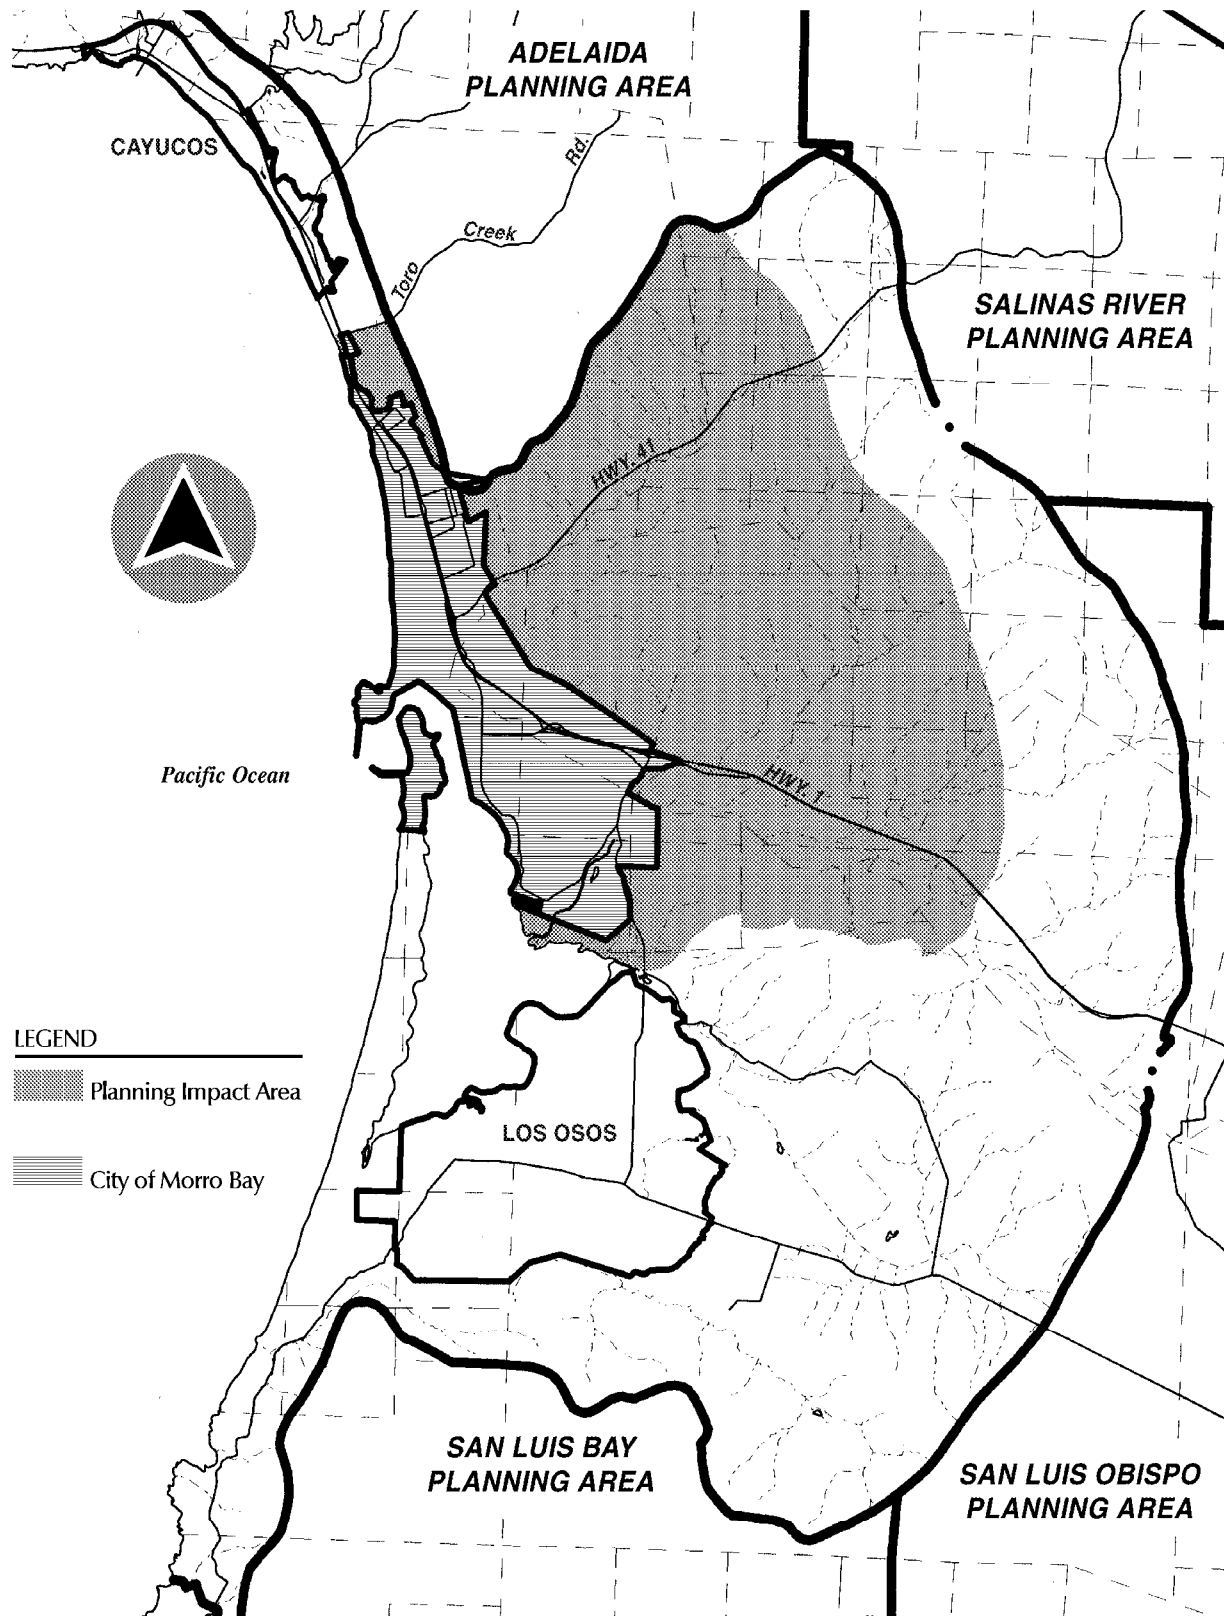 ADELAIDA
PLANNING AREA
CAYUCOS
Toro Creek Rd.
SALINAS RIVER
PLANNING AREA
HWY. 41
Pacific Ocean
HWY. 1
LEGEND
Planning Impact Area
City of Morro Bay
LOS OSOS
SAN LUIS BAY
PLANNING AREA
SAN LUIS OBISPO
PLANNING AREA